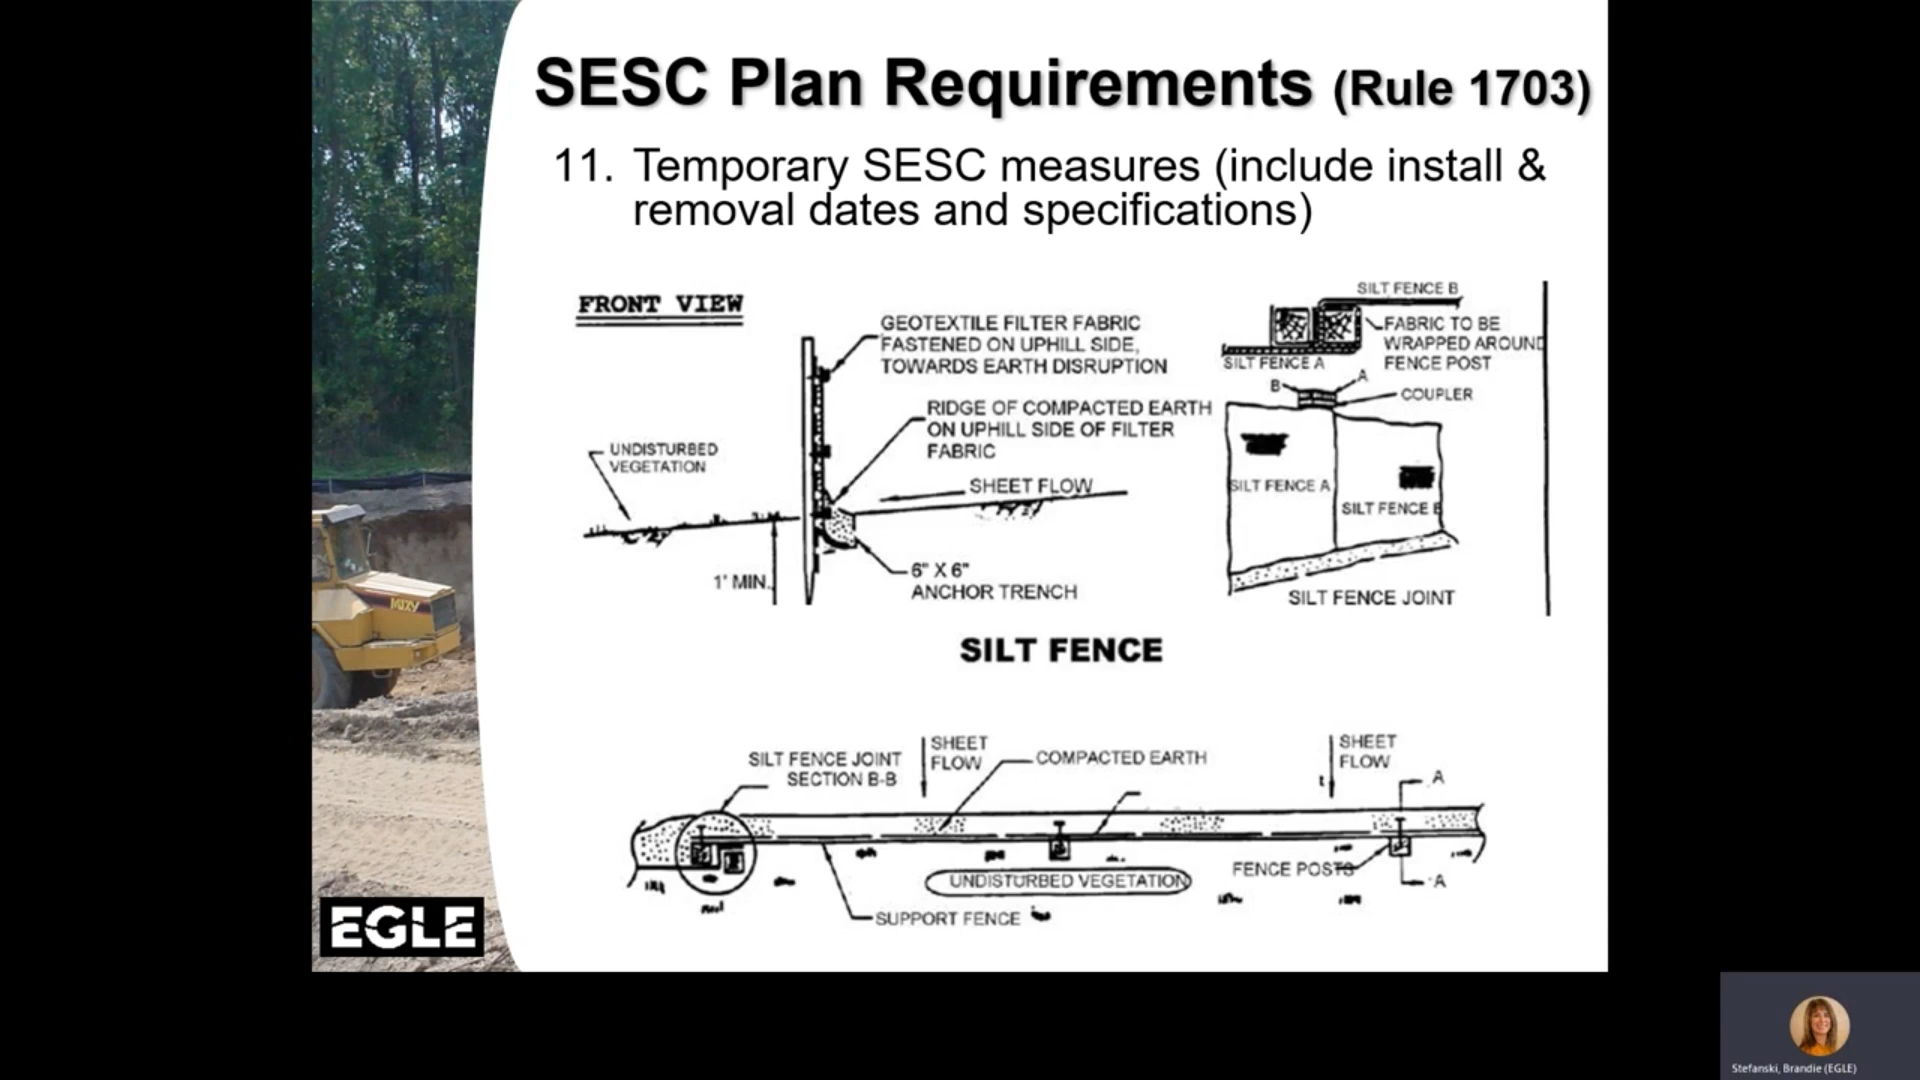 SESC Plan Requirements (Rule 1703)
11. Temporary SESC measures (include install &
removal dates and specifications)
FRONT VIEW
GEOTEXTILE FILTER FABRIC
FASTENED ON UPHILL SIDE,
TOWARDS EARTH DISRUPTION
RIDGE OF COMPACTED EARTH
ON UPHILL SIDE OF FILTER
FABRIC
UNDISTURBED
VEGETATION
SHEET FLOW
1' MIN.
6" X 6"
ANCHOR TRENCH
SILT FENCE B
FABRIC TO BE
WRAPPED AROUND
FENCE POST
SILT FENCE A
B
A
COUPLER
SILT FENCE A
SILT FENCE B
SILT FENCE JOINT
SILT FENCE
SILT FENCE JOINT
SECTION B-B
SHEET
FLOW
COMPACTED EARTH
SHEET
FLOW
A
FENCE POSTS
UNDISTURBED VEGETATION
A
SUPPORT FENCE
EGLE
Stefanski, Brandie (EGLE)